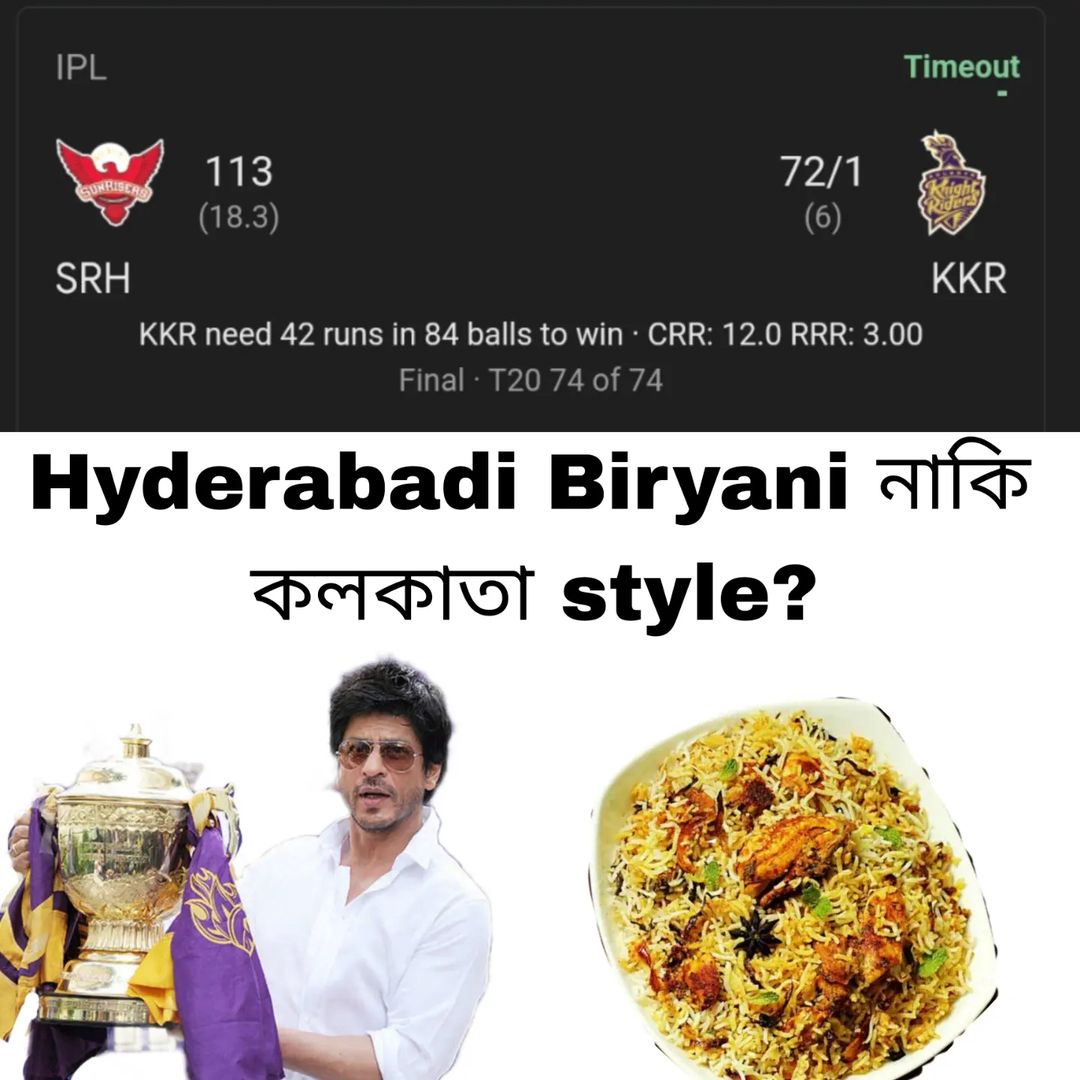 IPL
Timeout
SUNRISERS
113
72/1
Knight
Riders
(18.3)
(6)
SRH
KKR
KKR need 42 runs in 84 balls to win · CRR: 12.0 RRR: 3.00
Final · T20 74 of 74
Hyderabadi Biryani নাকি
কলকাতা style?